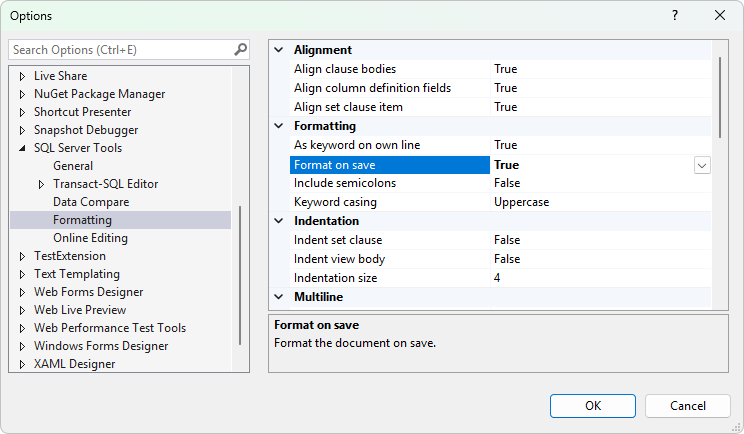 Options
?
Search Options (Ctrl+E)
Live Share
NuGet Package Manager
Shortcut Presenter
Snapshot Debugger
SQL Server Tools
General
Transact-SQL Editor
Data Compare
Formatting
Online Editing
TestExtension
Text Templating
Web Forms Designer
Web Live Preview
Web Performance Test Tools
Windows Forms Designer
XAML Designer
Alignment
Align clause bodies True
Align column definition fields True
Align set clause item True
Formatting
As keyword on own line True
Format on save True
Include semicolons False
Keyword casing Uppercase
Indentation
Indent set clause False
Indent view body False
Indentation size 4
Multiline
Format on save
Format the document on save.
OK Cancel